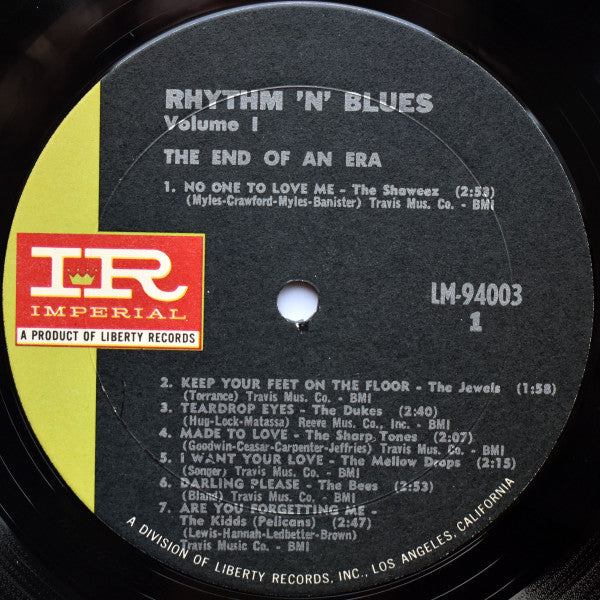 RHYTHM 'N' BLUES
Volume I
THE END OF AN ERA
1. NO ONE TO LOVE ME - The Shaweez (2:53)
(Myles-Crawford-Myles-Banister) Travis Mus. Co. - BMI
IR
IMPERIAL
A PRODUCT OF LIBERTY RECORDS
LM-94003
1
2. KEEP YOUR FEET ON THE FLOOR - The Jewels (1:58)
(Torrance) Travis Mus. Co. - BMI
3. TEARDROP EYES - The Dukes (2:40)
(Hug-Lock-Matassa) Reeve Mus. Co., Inc. - BMI
4. MADE TO LOVE - The Sharp Tones (2:07)
(Goodwin-Ceasar-Carpenter-Jeffries) Travis Mus. Co. - BMI
5. I WANT YOUR LOVE - The Mellow Drops (2:15)
(Songer) Travis Mus. Co. - BMI
6. DARLING PLEASE - The Bees (2:53)
(Bland) Travis Mus. Co. - BMI
7. ARE YOU FORGETTING ME -
The Kidds (Pelicans) (2:47)
(Lewis-Hannah-Ledbetter-Brown)
Travis Music Co. - BMI
A DIVISION OF LIBERTY RECORDS, INC., LOS ANGELES, CALIFORNIA